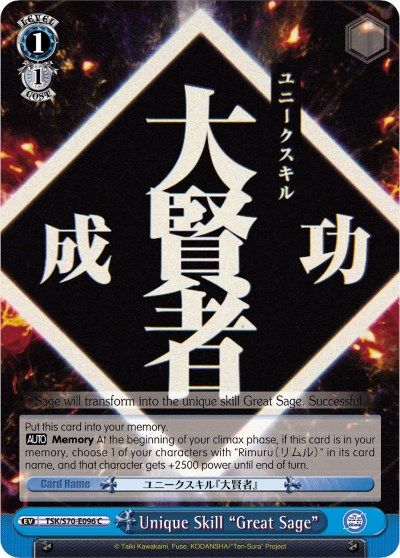 LEVEL
1
1
COST
ユニークスキル
大賢者
成功
Sage will transform into the unique skill Great Sage. Successful.
Put this card into your memory.
AUTO Memory At the beginning of your climax phase, if this card is in your
memory, choose 1 of your characters with "Rimuru(リムル)" in its card
name, and that character gets +2500 power until end of turn.
Card Name ユニークスキル『大賢者』
EV TSK/S70-E096 C Unique Skill "Great Sage"
© Taiki Kawakami, Fuse, KODANSHA/"Ten-Sura" Project